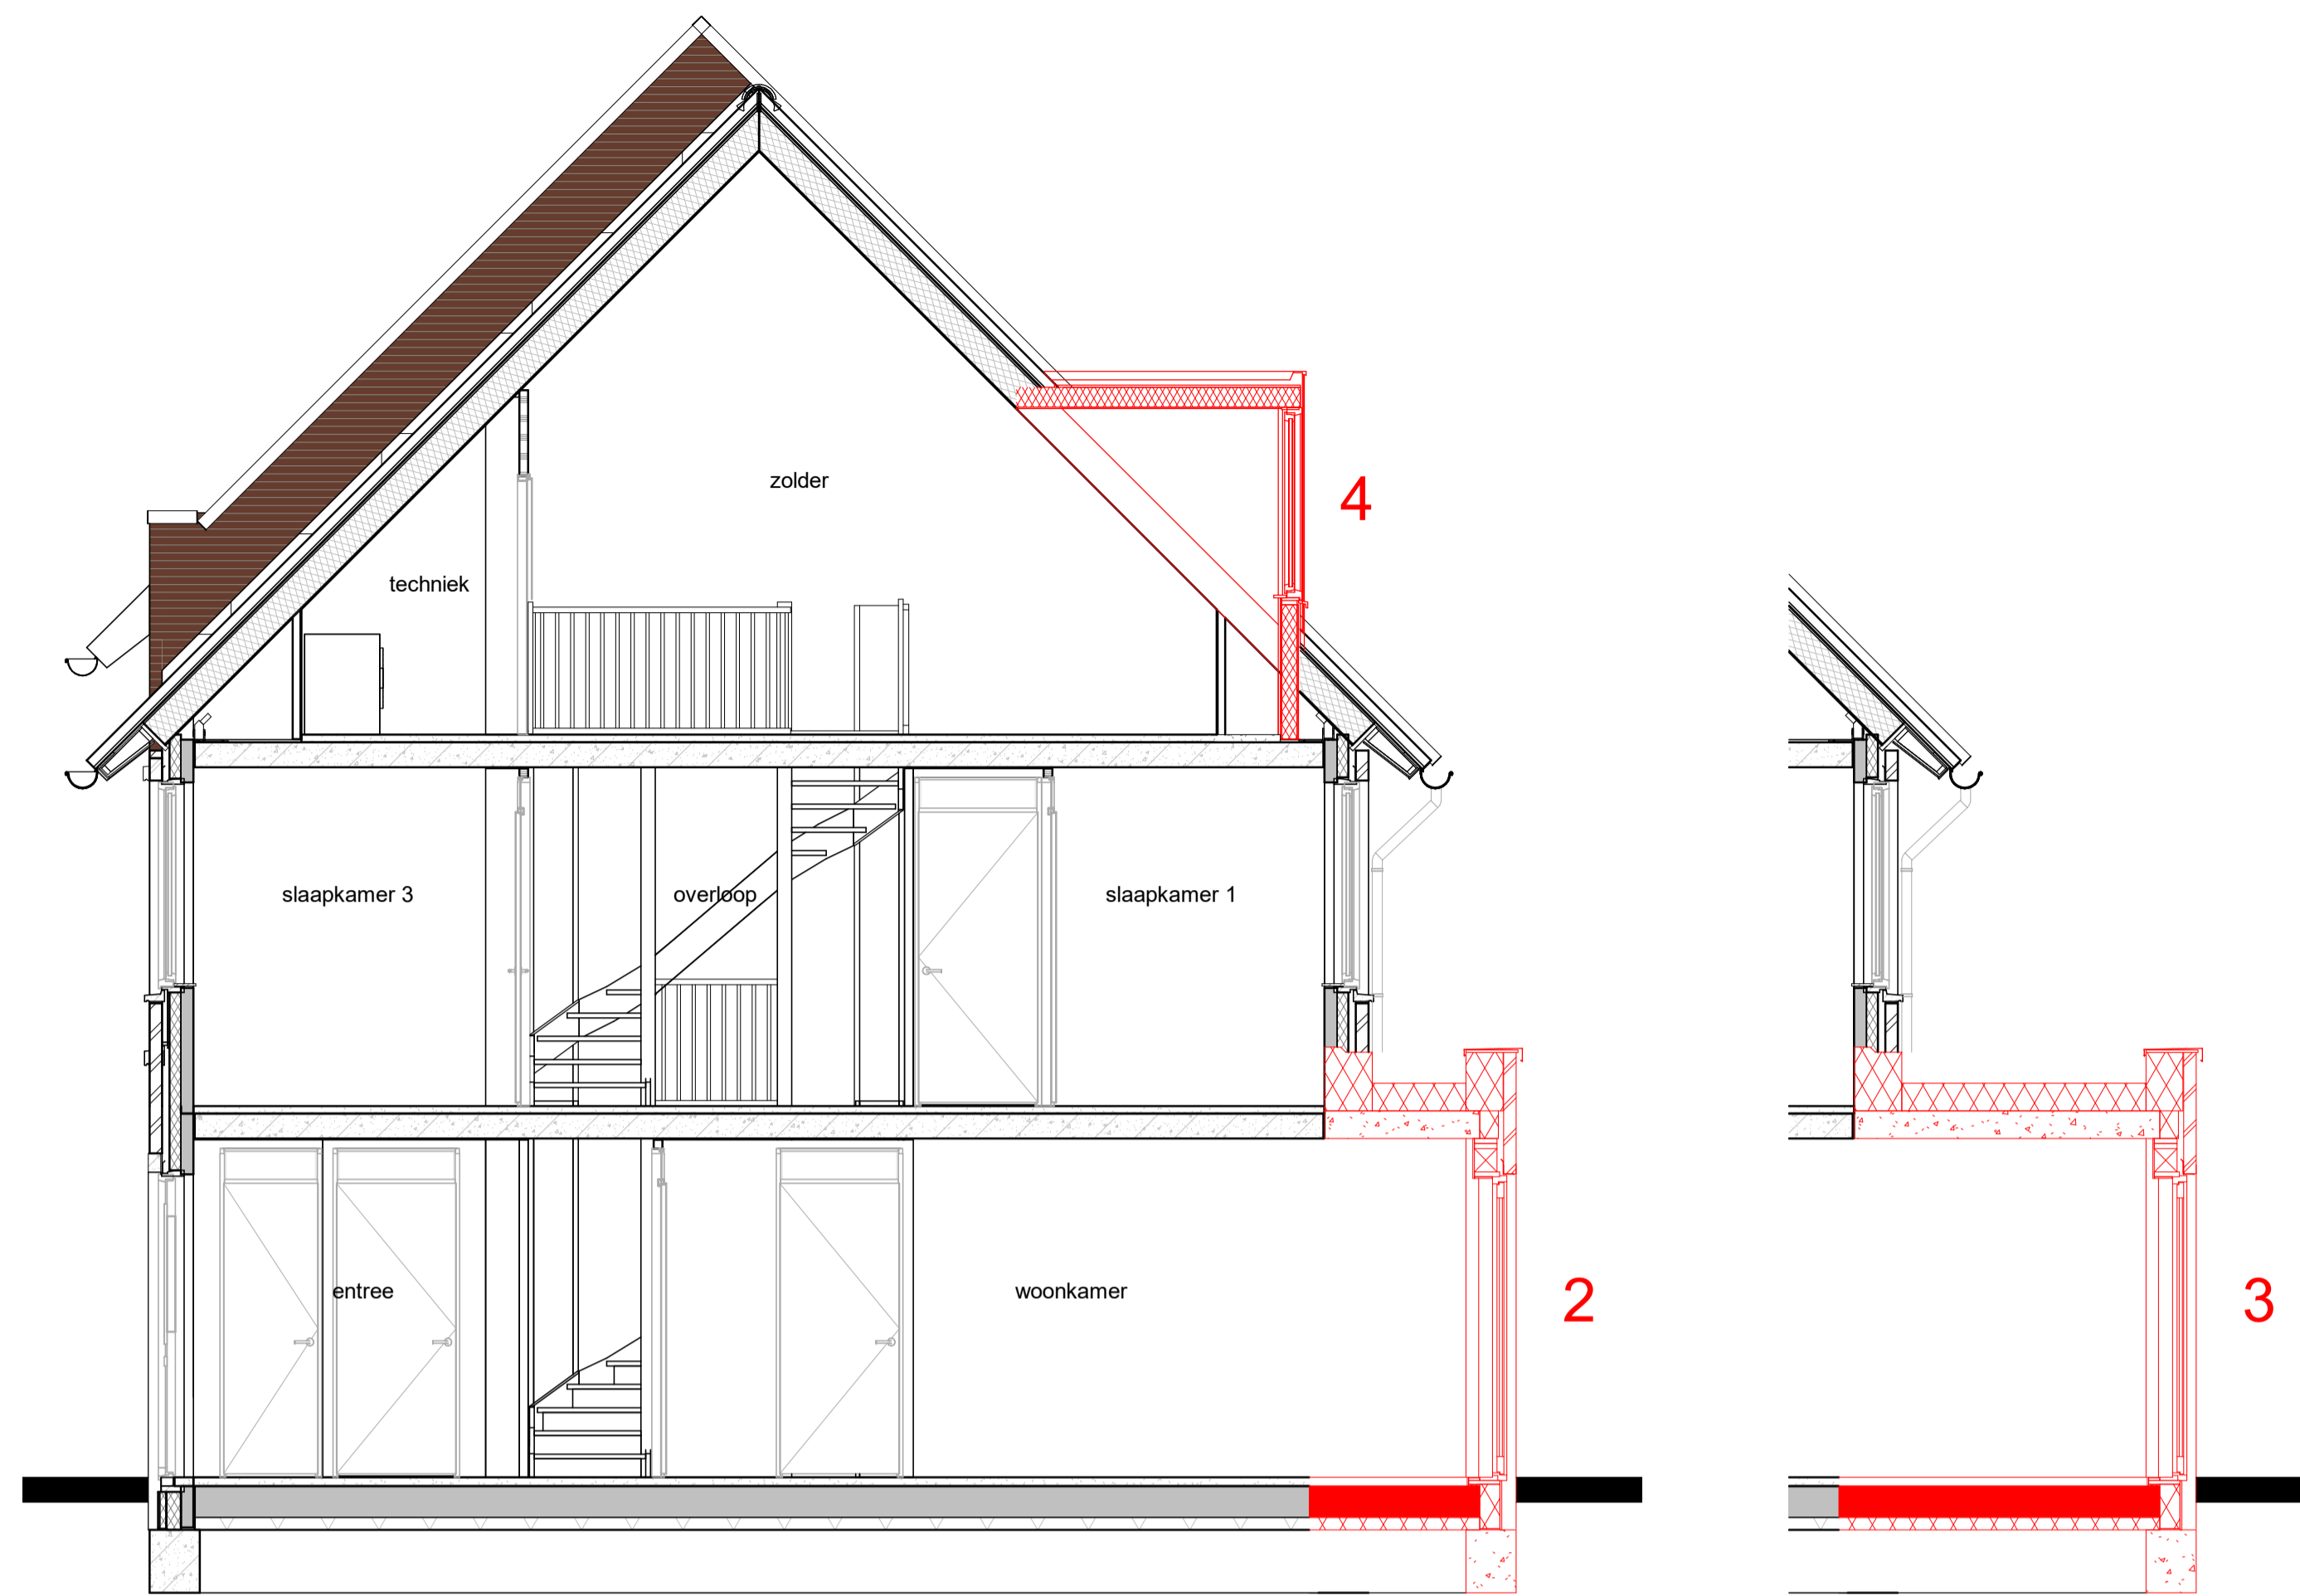 zolder
4
techniek
slaapkamer 3
overloop
slaapkamer 1
entree
woonkamer
2
3